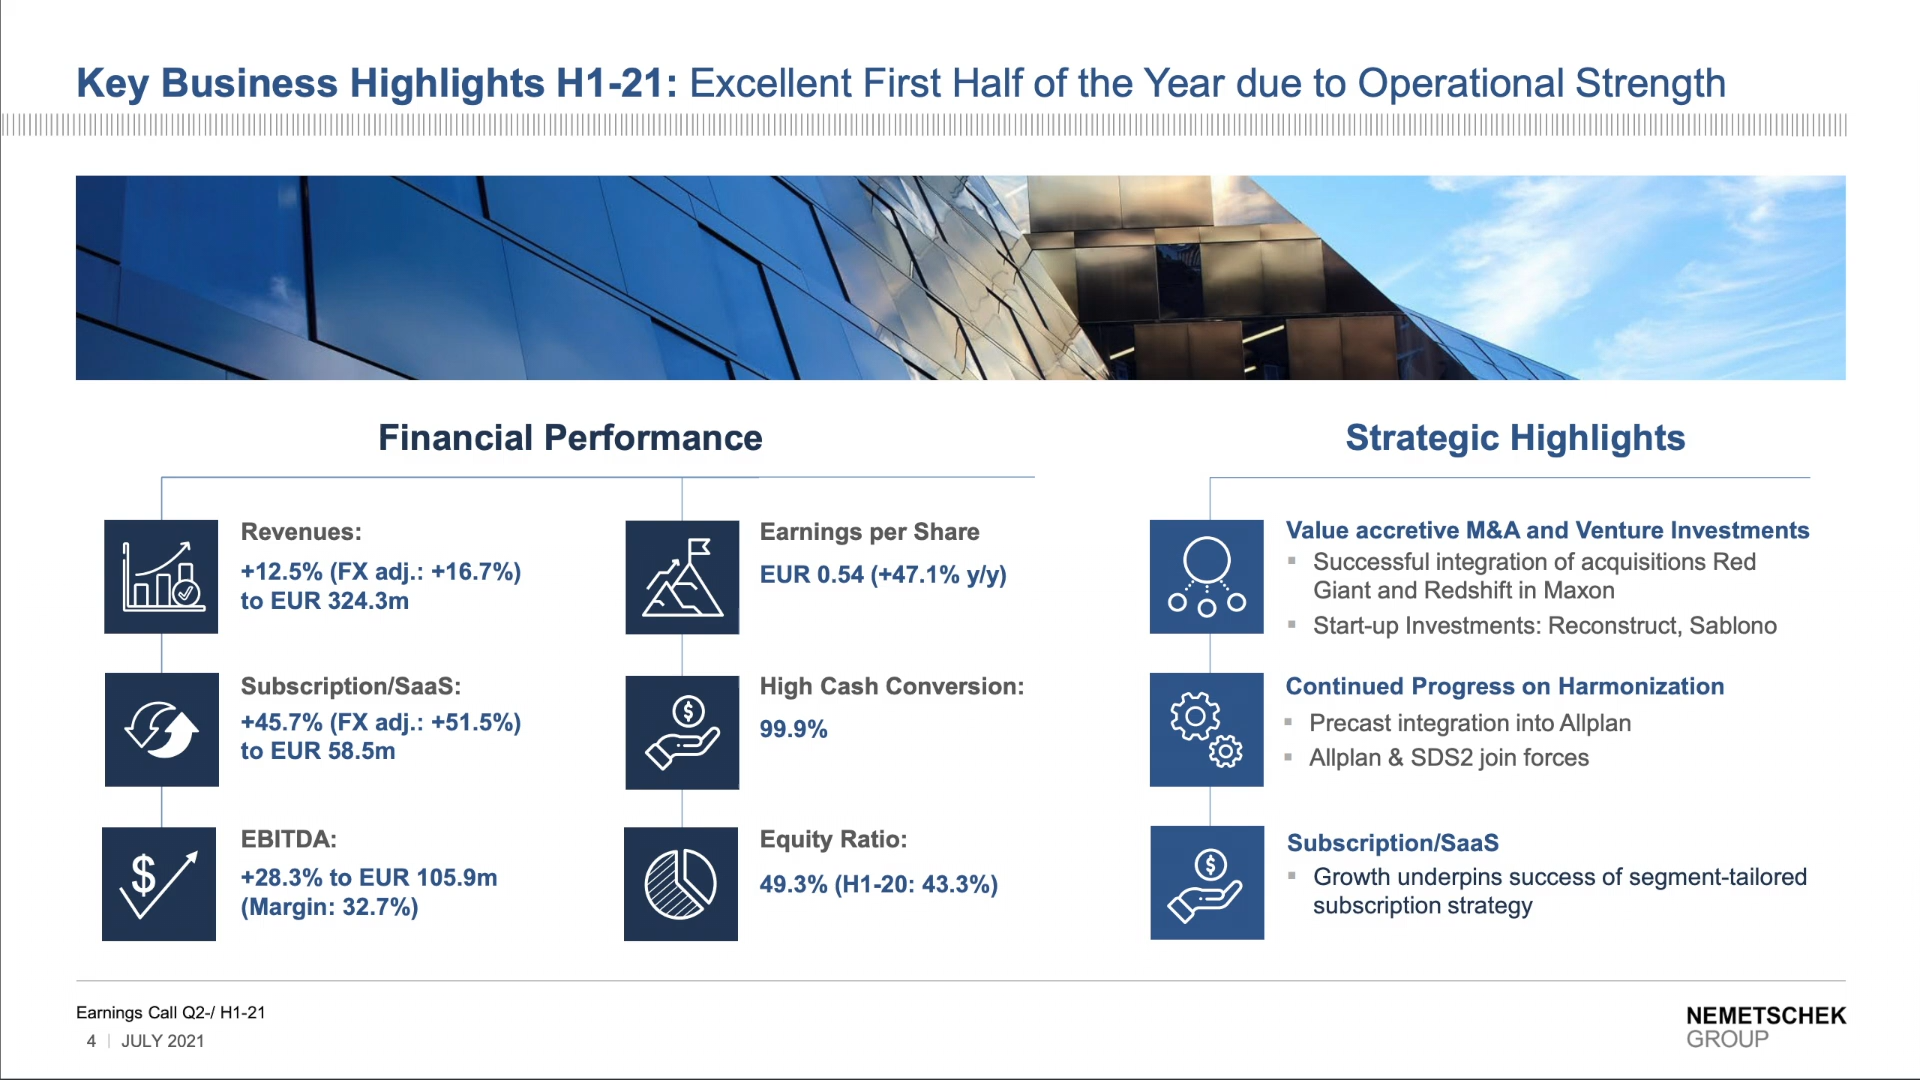 Key Business Highlights H1-21: Excellent First Half of the Year due to Operational Strength
Financial Performance
Revenues:
+12.5% (FX adj.: +16.7%)
to EUR 324.3m
Subscription/SaaS:
+45.7% (FX adj.: +51.5%)
to EUR 58.5m
EBITDA:
+28.3% to EUR 105.9m
(Margin: 32.7%)
Earnings per Share
EUR 0.54 (+47.1% y/y)
High Cash Conversion:
99.9%
Equity Ratio:
49.3% (H1-20: 43.3%)
Strategic Highlights
Value accretive M&A and Venture Investments
▪ Successful integration of acquisitions Red
Giant and Redshift in Maxon
▪ Start-up Investments: Reconstruct, Sablono
Continued Progress on Harmonization
▪ Precast integration into Allplan
▪ Allplan & SDS2 join forces
Subscription/SaaS
▪ Growth underpins success of segment-tailored
subscription strategy
Earnings Call Q2-/ H1-21
4 | JULY 2021
NEMETSCHEK
GROUP